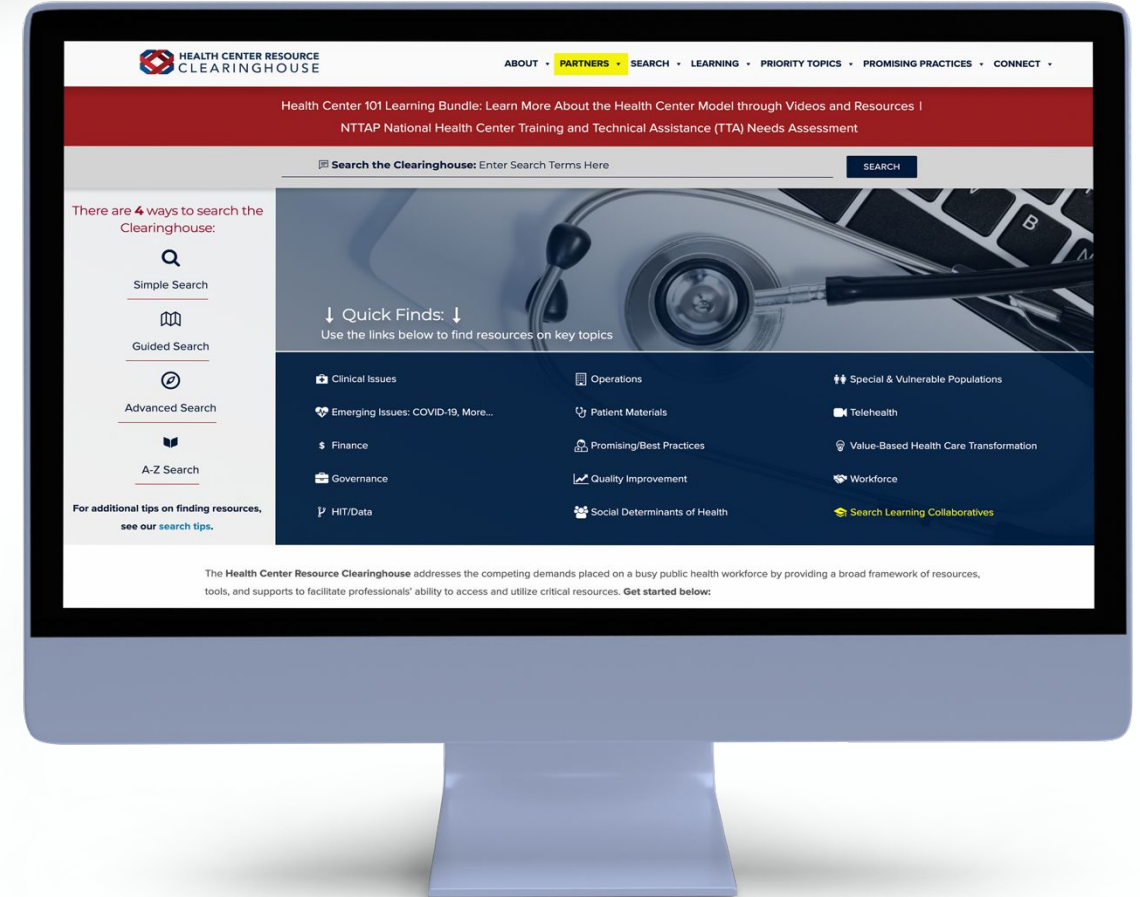 HEALTH CENTER RESOURCE
CLEARINGHOUSE
ABOUT PARTNERS SEARCH LEARNING PRIORITY TOPICS PROMISING PRACTICES CONNECT
Health Center 101 Learning Bundle: Learn More About the Health Center Model through Videos and Resources |
NTTAP National Health Center Training and Technical Assistance (TTA) Needs Assessment
Search the Clearinghouse: Enter Search Terms Here
SEARCH
There are 4 ways to search the
Clearinghouse:
Simple Search
Guided Search
Advanced Search
A-Z Search
For additional tips on finding resources,
see our search tips.
B
↓ Quick Finds: ↓
Use the links below to find resources on key topics
Clinical Issues
Emerging Issues: COVID-19, More...
$ Finance
Governance
HIT/Data
Operations
Patient Materials
Promising/Best Practices
Quality Improvement
Social Determinants of Health
Special & Vulnerable Populations
Telehealth
Value-Based Health Care Transformation
Workforce
Search Learning Collaboratives
The Health Center Resource Clearinghouse addresses the competing demands placed on a busy public health workforce by providing a broad framework of resources,
tools, and supports to facilitate professionals' ability to access and utilize critical resources. Get started below: